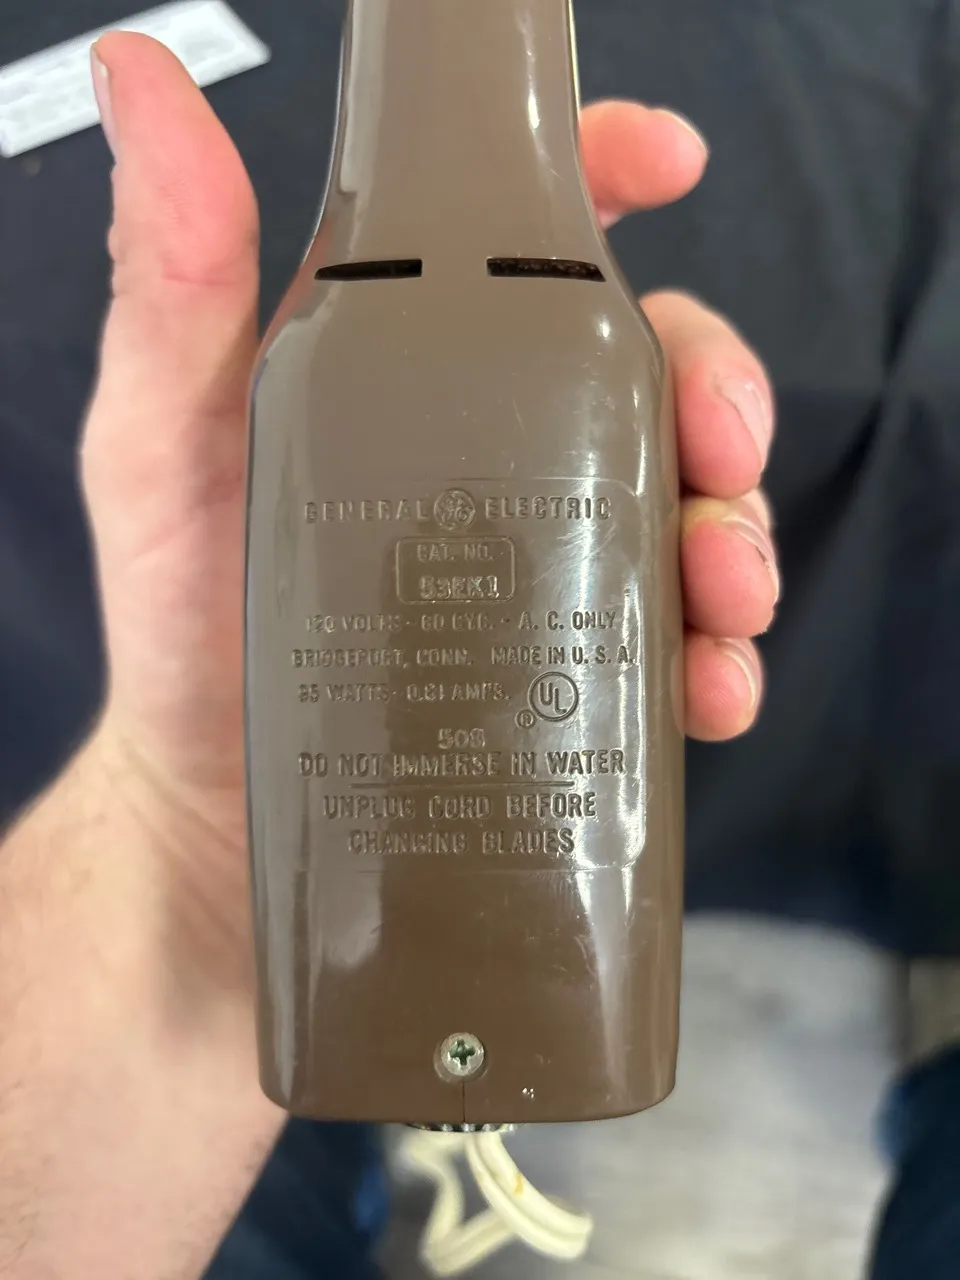 GENERAL GE ELECTRIC
CAT. NO.
53EK1
120 VOLTS - 60 CYC. - A. C. ONLY
BRIDGEPORT, CONN. MADE IN U. S. A.
95 WATTS - 0.81 AMPS. UL
®
508
DO NOT IMMERSE IN WATER
UNPLUG CORD BEFORE
CHANGING BLADES